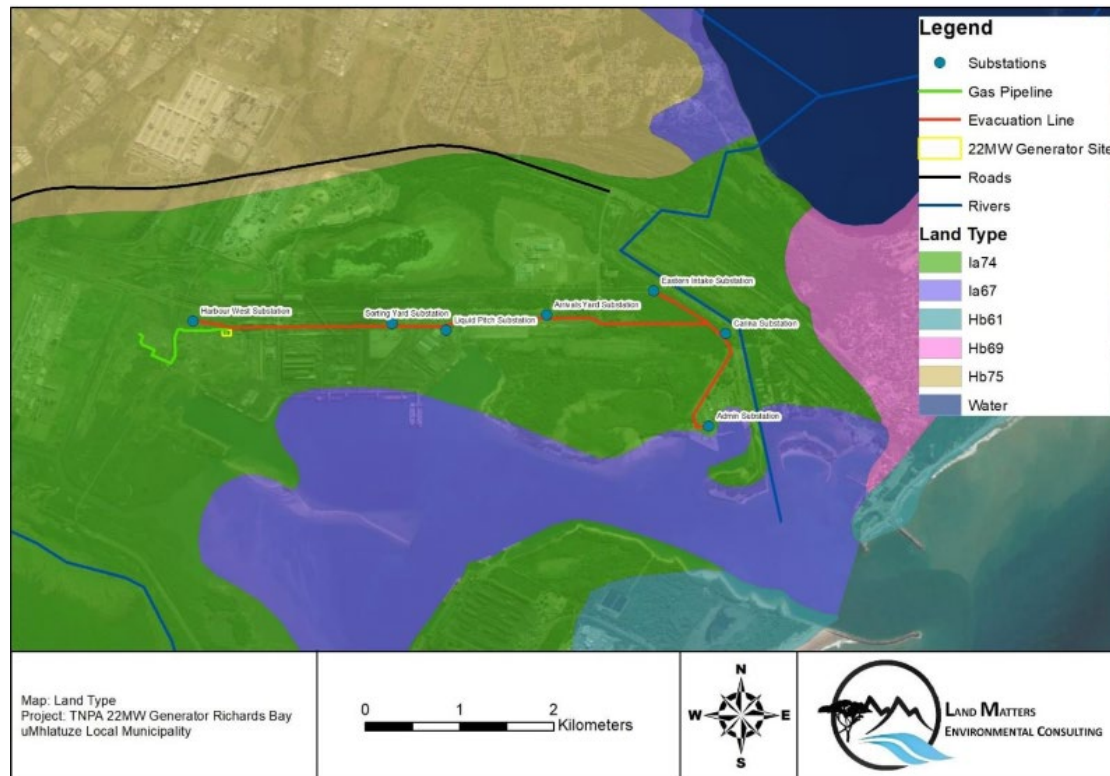 Legend
Substations
Gas Pipeline
Evacuation Line
22MW Generator Site
Roads
Rivers
Land Type
Ia74
Ia67
Hb61
Hb69
Hb75
Water
Eastern Intake Substation
Harbour West Substation
Sorting Yard Substation
Arrivals Yard Substation
Liquid Pitch Substation
Admin Substation
Map: Land Type
Project: TNPA 22MW Generator Richards Bay
uMhlatuze Local Municipality
0 1 2
Kilometers
N
W E
S
LAND MATTERS
ENVIRONMENTAL CONSULTING